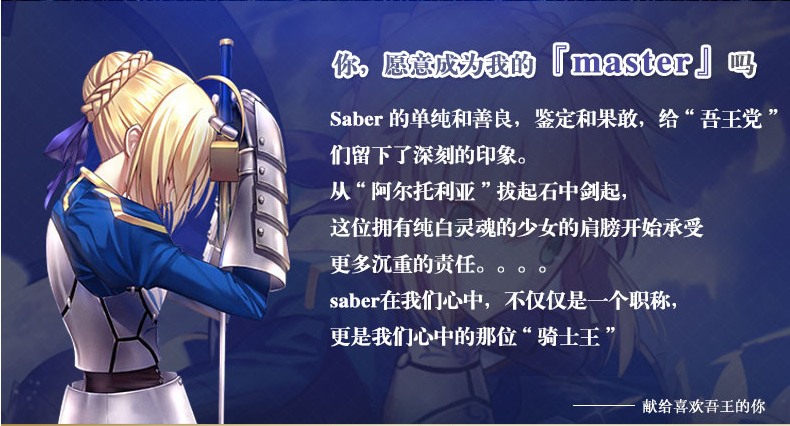 你，愿意成为我的『master』吗
Saber 的单纯和善良，鉴定和果敢，给“吾王党”
们留下了深刻的印象。
从“阿尔托利亚”拔起石中剑起，
这位拥有纯白灵魂的少女的肩膀开始承受
更多沉重的责任。。。。
saber在我们心中，不仅仅是一个职称，
更是我们心中的那位“骑士王”
———— 献给喜欢吾王的你